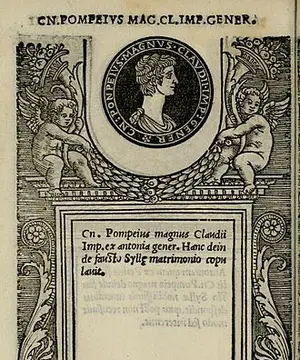 CN. POMPEIVS MAG. CL. IMP. GENER.
CN·POMPEIVS·MAGNVS·CLAVDII·IMP·GENER
Cn. Pompeius magnus Claudii
Imp. ex antonia gener. Hanc dein
de fausto Syllę matrimonio copu
lauit.